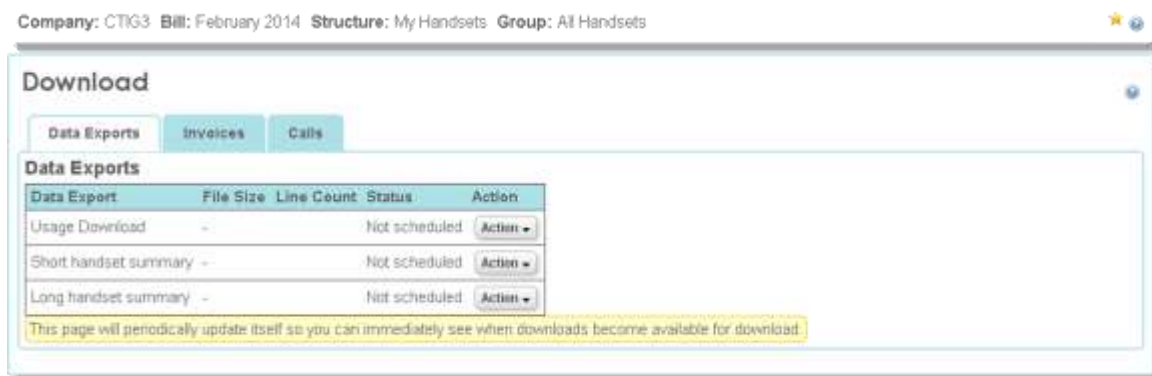 Company: CTIG3 Bill: February 2014 Structure: My Handsets Group: All Handsets
Download
Data Exports Invoices Calls
Data Exports
Data Export File Size Line Count Status Action
Usage Download - Not scheduled Action
Short handset summary - Not scheduled Action
Long handset summary - Not scheduled Action
This page will periodically update itself so you can immediately see when downloads become available for download.